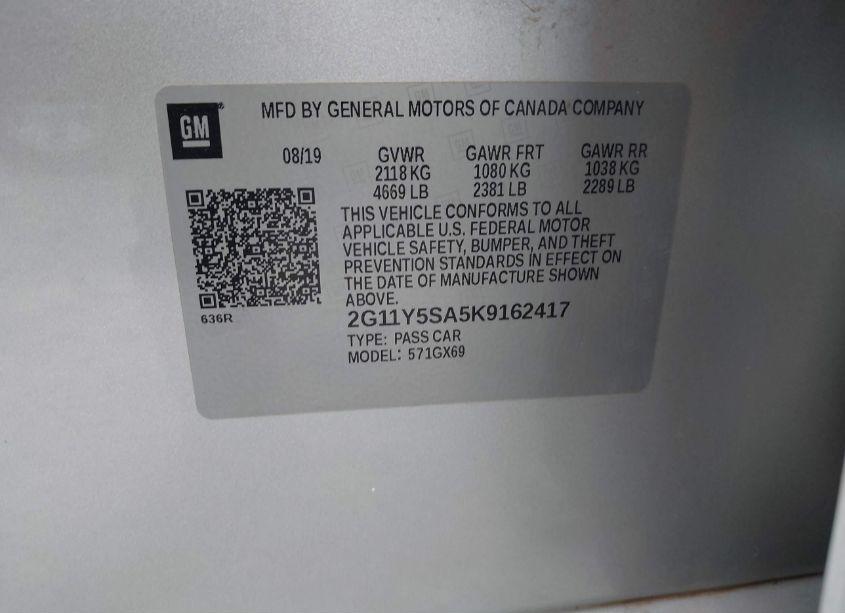 GM
MFD BY GENERAL MOTORS OF CANADA COMPANY
08/19 GVWR GAWR FRT GAWR RR
2118 KG 1080 KG 1038 KG
4669 LB 2381 LB 2289 LB
THIS VEHICLE CONFORMS TO ALL
APPLICABLE U.S. FEDERAL MOTOR
VEHICLE SAFETY, BUMPER, AND THEFT
PREVENTION STANDARDS IN EFFECT ON
THE DATE OF MANUFACTURE SHOWN
ABOVE.
636R
2G11Y5SA5K9162417
TYPE: PASS CAR
MODEL: 571GX69